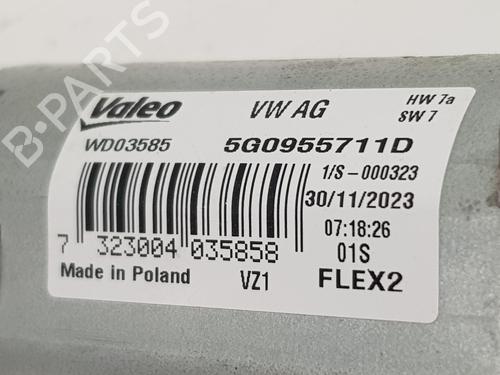 Valeo
VW AG
HW 7a
SW 7
WD03585
5G0955711D
1/S-000323
30/11/2023
07:18:26
7 323004 035858
01S
Made in Poland
VZ1
FLEX2
B-PARTS